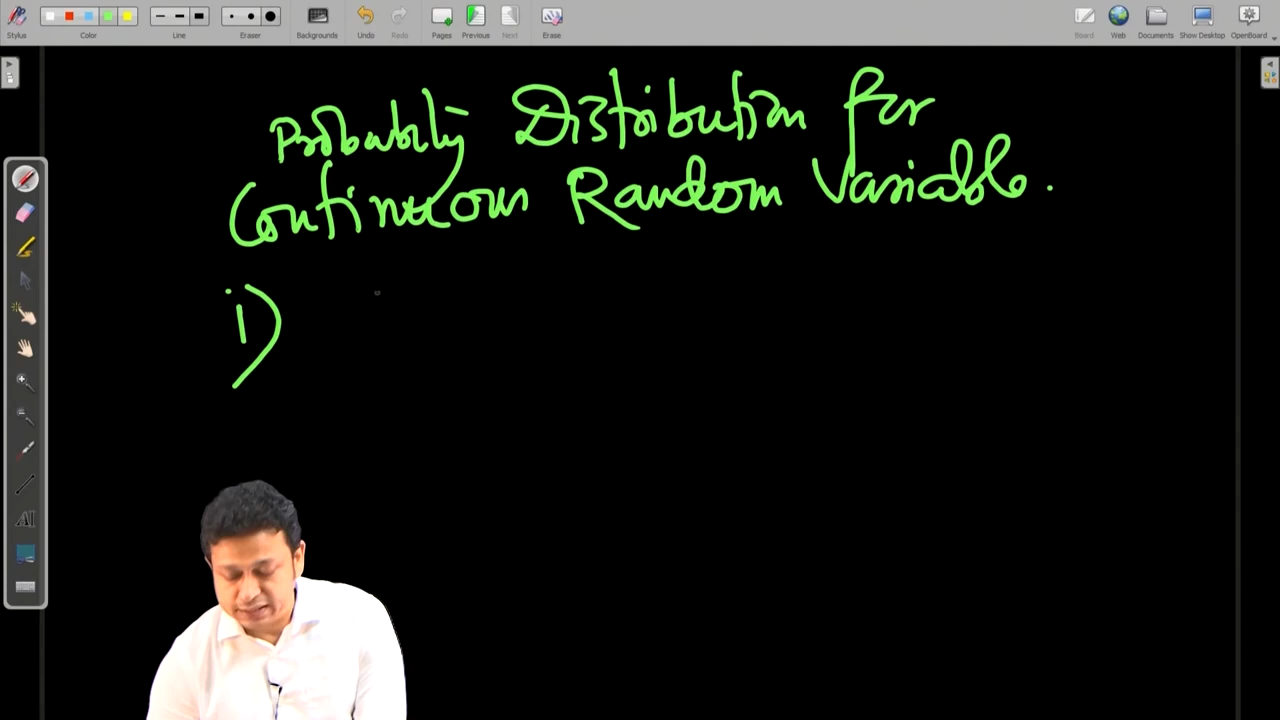 Stylus
Color
Line
Eraser
Backgrounds
Undo
Redo
Pages
Previous
Next
Erase
Board
Web
Documents
Show Desktop
OpenBoard
Probability Distribution for
Continuous Random Variable.
i)
AI